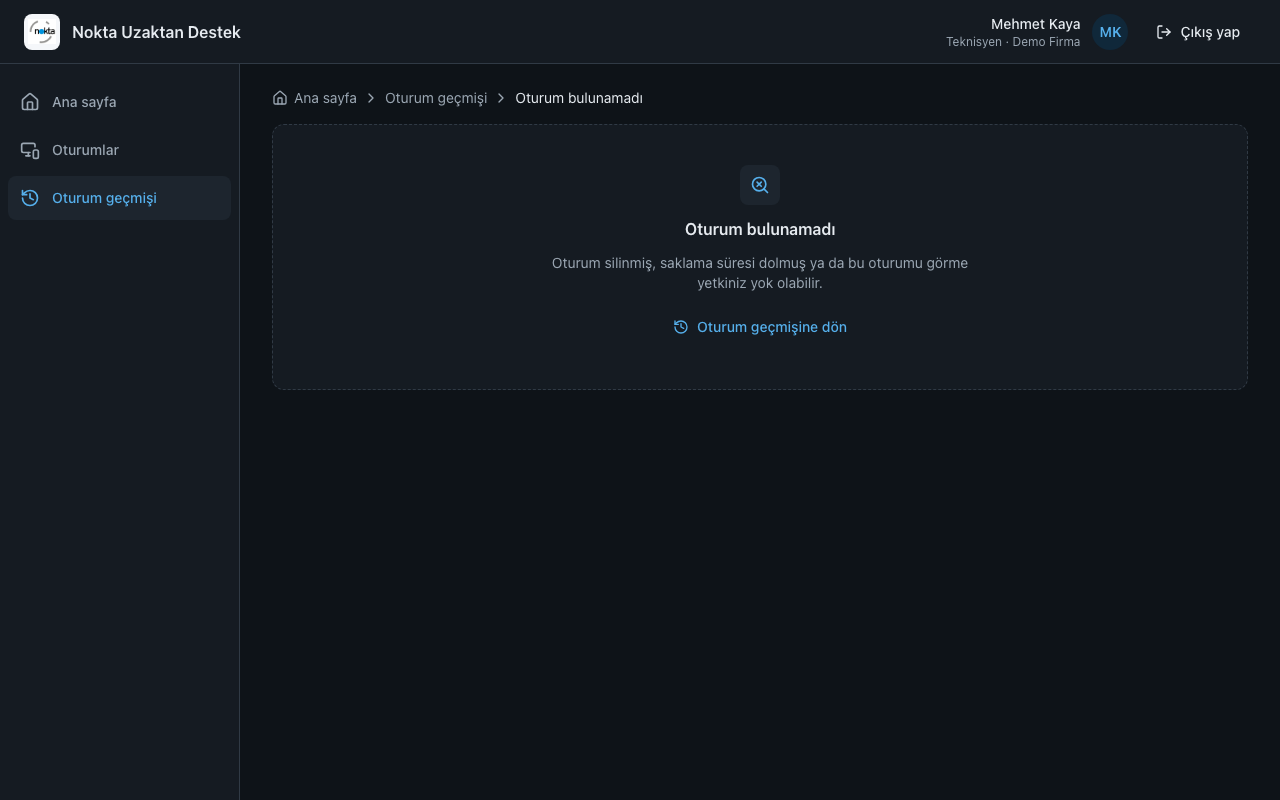 nokta
Nokta Uzaktan Destek
Mehmet Kaya
Teknisyen · Demo Firma
MK
Çıkış yap
Ana sayfa
Oturumlar
Oturum geçmişi
Ana sayfa > Oturum geçmişi > Oturum bulunamadı
Oturum bulunamadı
Oturum silinmiş, saklama süresi dolmuş ya da bu oturumu görme
yetkiniz yok olabilir.
Oturum geçmişine dön